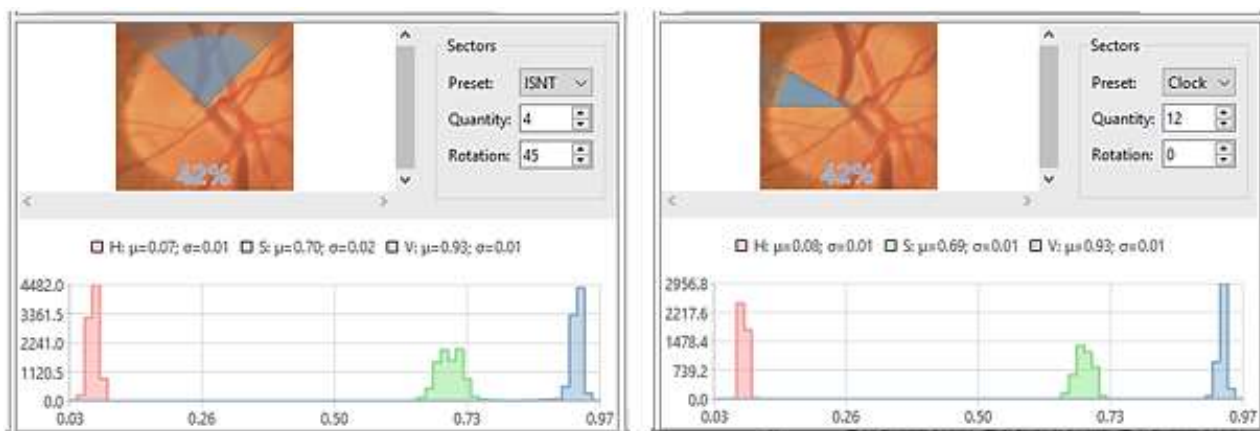 Sectors
Preset: ISNT
Quantity: 4
Rotation: 45
42%
H: μ=0.07; σ=0.01 S: μ=0.70; σ=0.02 V: μ=0.93; σ=0.01
4482.0
3361.5
2241.0
1120.5
0.0
0.03 0.26 0.50 0.73 0.97
Sectors
Preset: Clock
Quantity: 12
Rotation: 0
42%
H: μ=0.08; σ=0.01 S: μ=0.69; σ=0.01 V: μ=0.93; σ=0.01
2956.8
2217.6
1478.4
739.2
0.0
0.03 0.26 0.50 0.73 0.97